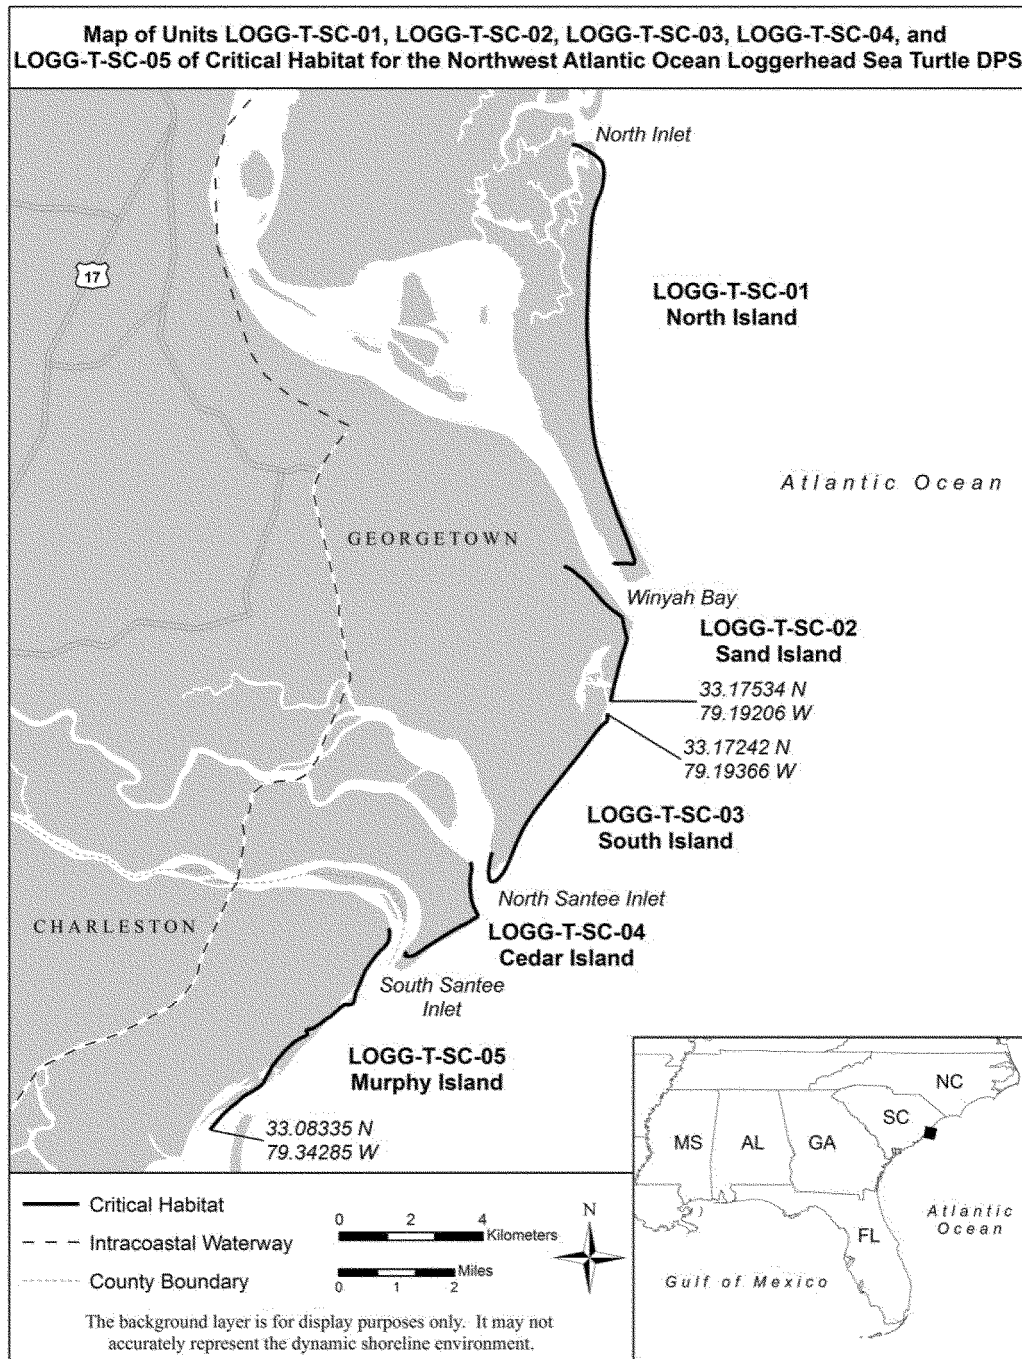 Map of Units LOGG-T-SC-01, LOGG-T-SC-02, LOGG-T-SC-03, LOGG-T-SC-04, and
LOGG-T-SC-05 of Critical Habitat for the Northwest Atlantic Ocean Loggerhead Sea Turtle DPS
North Inlet
17
LOGG-T-SC-01
North Island
Atlantic Ocean
GEORGETOWN
Winyah Bay
LOGG-T-SC-02
Sand Island
33.17534 N
79.19206 W
33.17242 N
79.19366 W
LOGG-T-SC-03
South Island
North Santee Inlet
CHARLESTON
LOGG-T-SC-04
Cedar Island
South Santee
Inlet
LOGG-T-SC-05
Murphy Island
33.08335 N
79.34285 W
NC
SC
MS
AL
GA
FL
Atlantic
Ocean
Gulf of Mexico
Critical Habitat
Intracoastal Waterway
County Boundary
0 2 4
Kilometers
Miles
0 1 2
N
The background layer is for display purposes only. It may not
accurately represent the dynamic shoreline environment.